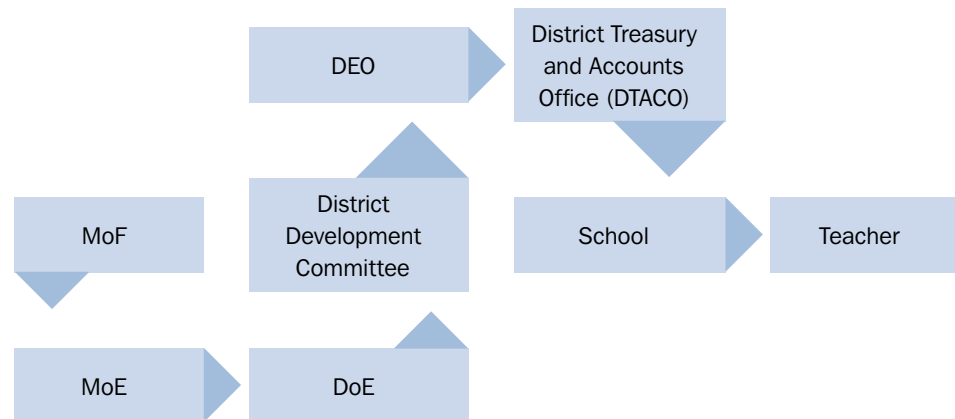 DEO
District Treasury
and Accounts
Office (DTACO)
MoF
District
Development
Committee
School
Teacher
MoE
DoE